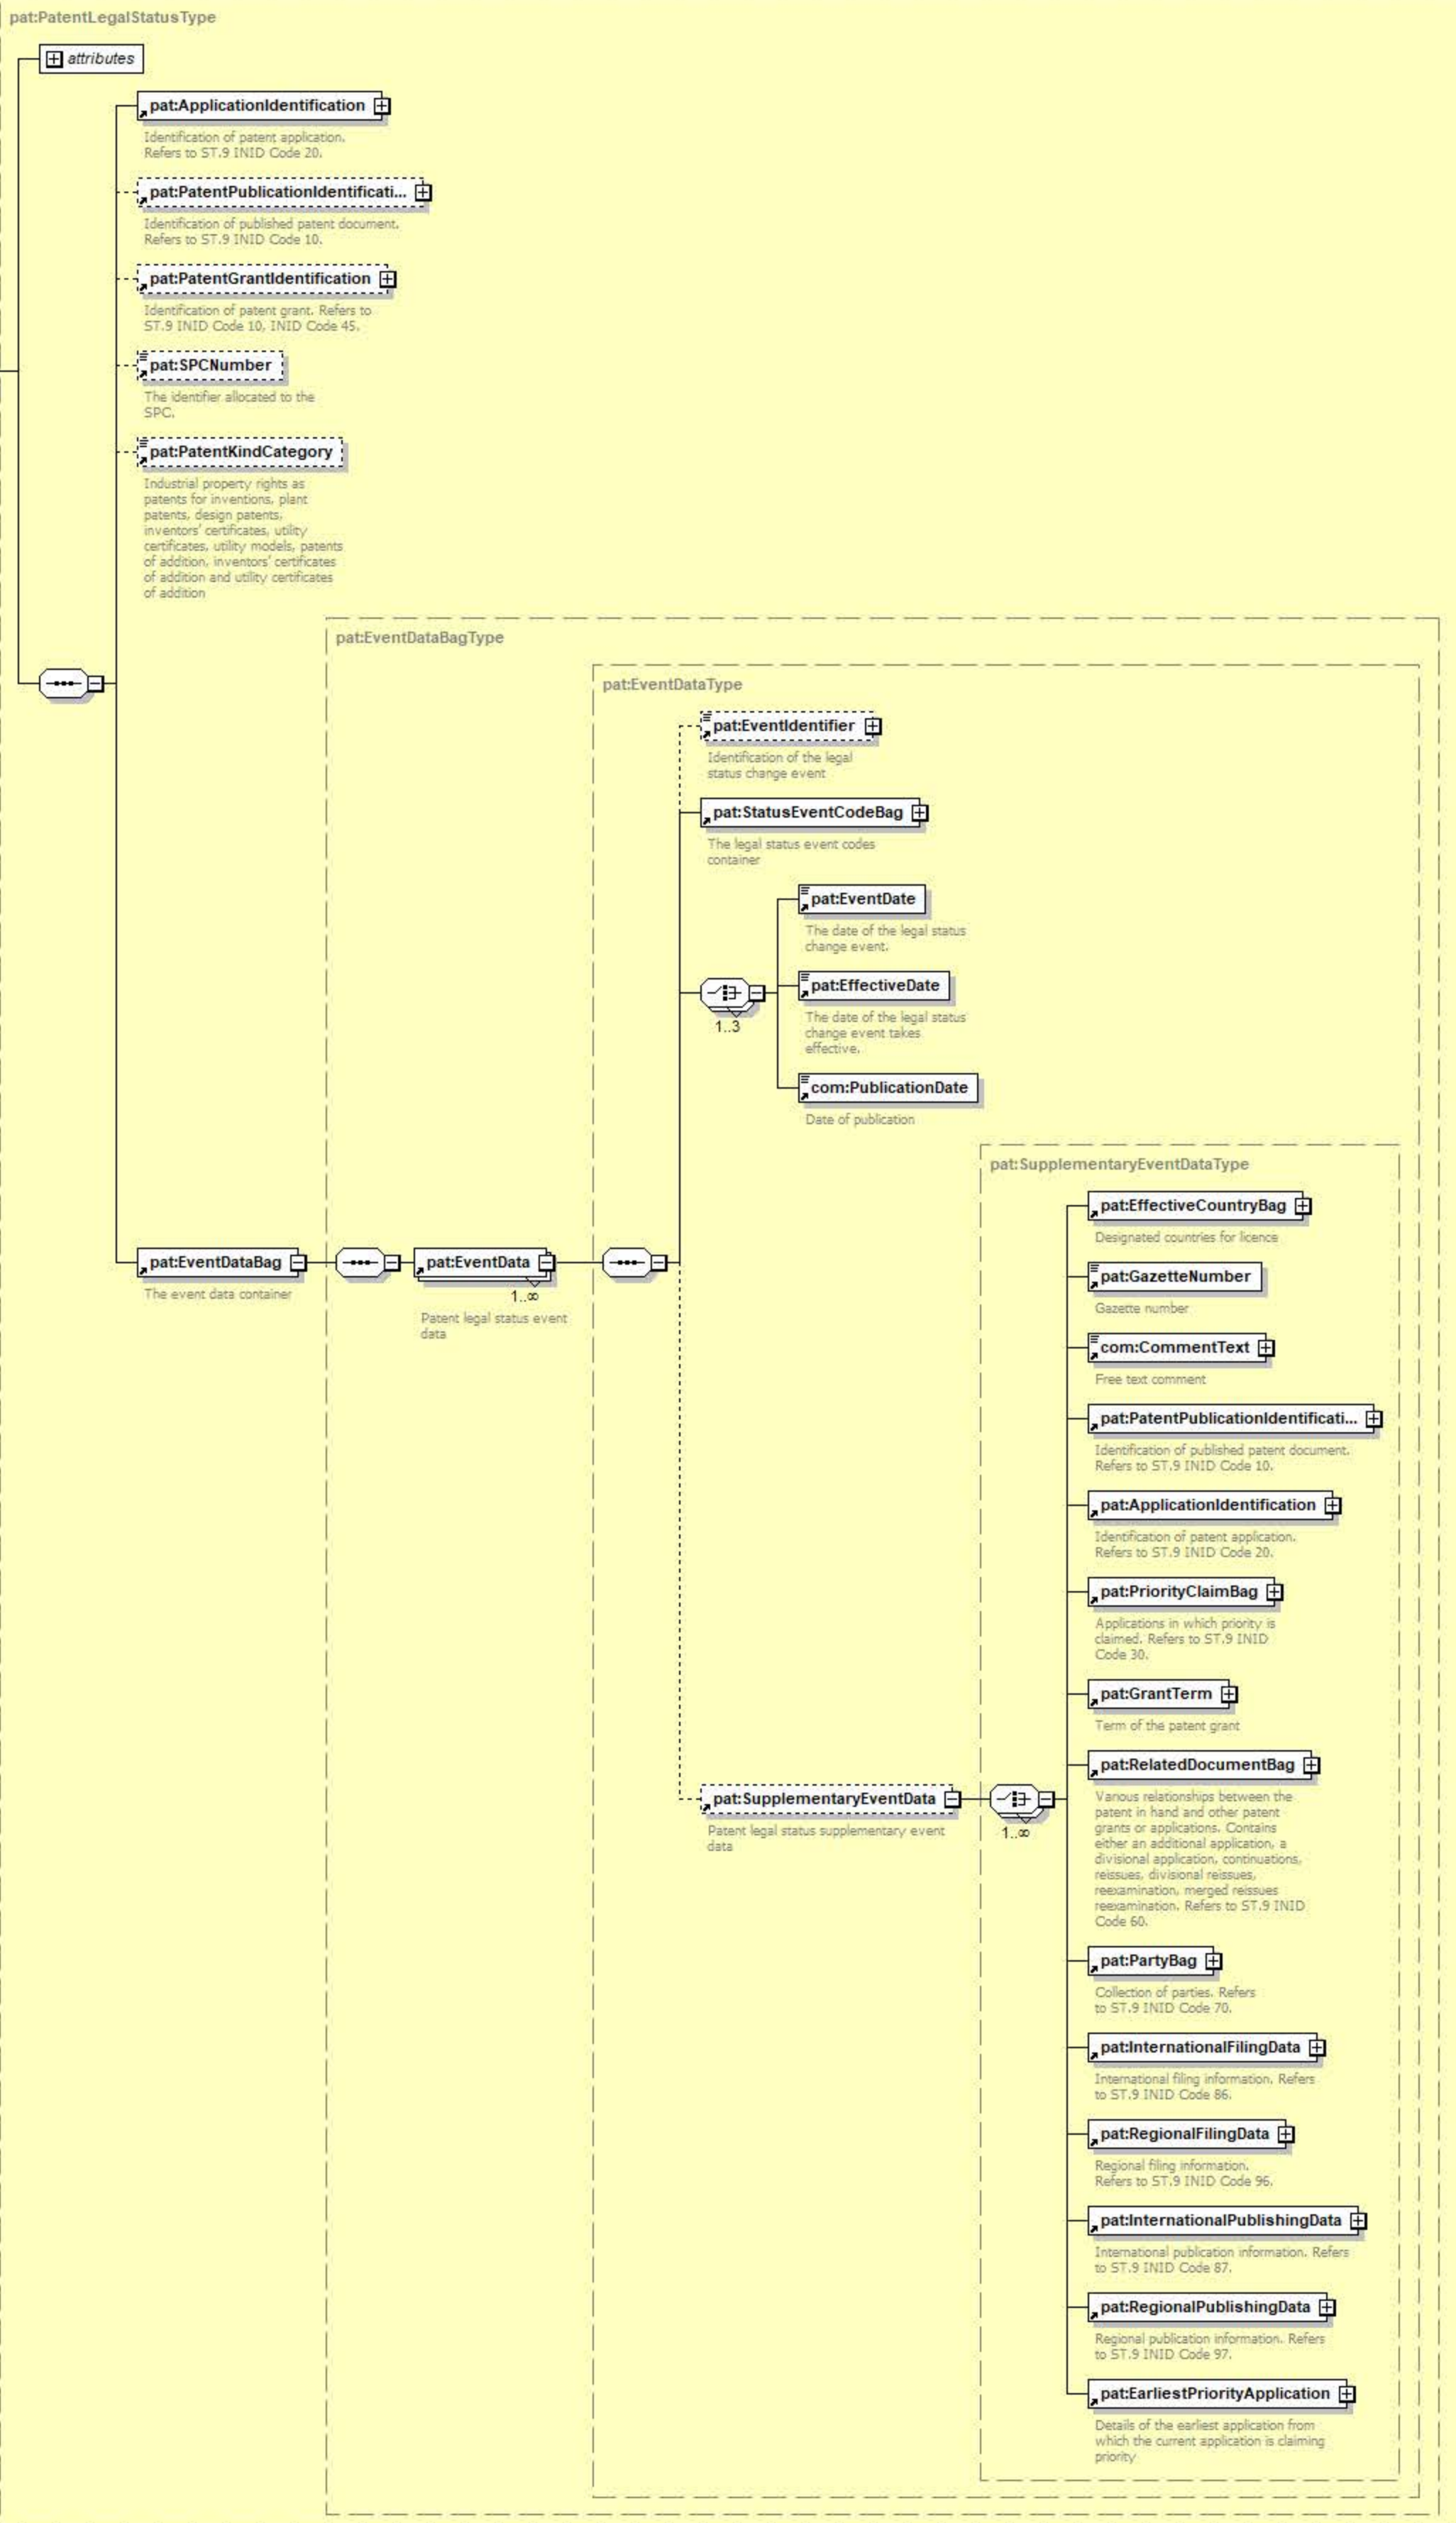 pat:PatentLegalStatusType
attributes
pat:ApplicationIdentification
Identification of patent application.
Refers to ST.9 INID Code 20.
pat:PatentPublicationIdentificati...
Identification of published patent document.
Refers to ST.9 INID Code 10.
pat:PatentGrantIdentification
Identification of patent grant. Refers to
ST.9 INID Code 10, INID Code 45.
pat:SPCNumber
The identifier allocated to the
SPC.
pat:PatentKindCategory
Industrial property rights as
patents for inventions, plant
patents, design patents,
inventors' certificates, utility
certificates, utility models, patents
of addition, inventors' certificates
of addition and utility certificates
of addition
pat:EventDataBagType
pat:EventDataType
pat:EventIdentifier
Identification of the legal
status change event
pat:StatusEventCodeBag
The legal status event codes
container
pat:EventDate
The date of the legal status
change event.
pat:EffectiveDate
The date of the legal status
change event takes
effective.
1..3
com:PublicationDate
Date of publication
pat:EventDataBag
The event data container
pat:EventData
1..∞
Patent legal status event
data
pat:SupplementaryEventDataType
pat:EffectiveCountryBag
Designated countries for licence
pat:GazetteNumber
Gazette number
com:CommentText
Free text comment
pat:PatentPublicationIdentificati...
Identification of published patent document.
Refers to ST.9 INID Code 10.
pat:ApplicationIdentification
Identification of patent application.
Refers to ST.9 INID Code 20.
pat:PriorityClaimBag
Applications in which priority is
claimed. Refers to ST.9 INID
Code 30.
pat:GrantTerm
Term of the patent grant
pat:SupplementaryEventData
Patent legal status supplementary event
data
1..∞
pat:RelatedDocumentBag
Various relationships between the
patent in hand and other patent
grants or applications. Contains
either an additional application, a
divisional application, continuations,
reissues, divisional reissues,
reexamination, merged reissues
reexamination. Refers to ST.9 INID
Code 60.
pat:PartyBag
Collection of parties. Refers
to ST.9 INID Code 70.
pat:InternationalFilingData
International filing information. Refers
to ST.9 INID Code 86.
pat:RegionalFilingData
Regional filing information.
Refers to ST.9 INID Code 96.
pat:InternationalPublishingData
International publication information. Refers
to ST.9 INID Code 87.
pat:RegionalPublishingData
Regional publication information. Refers
to ST.9 INID Code 97.
pat:EarliestPriorityApplication
Details of the earliest application from
which the current application is claiming
priority